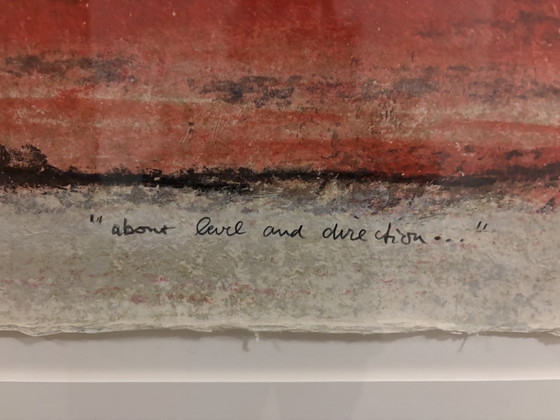 "about level and direction..."